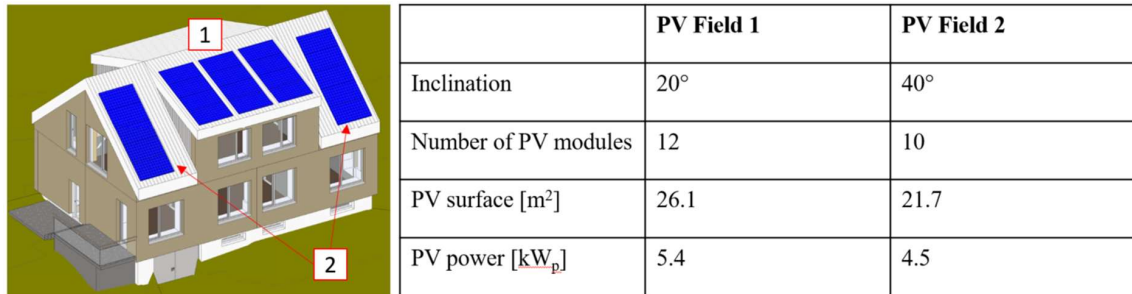 1
2
PV Field 1 PV Field 2
Inclination 20° 40°
Number of PV modules 12 10
PV surface [m²] 26.1 21.7
PV power [kWₚ] 5.4 4.5